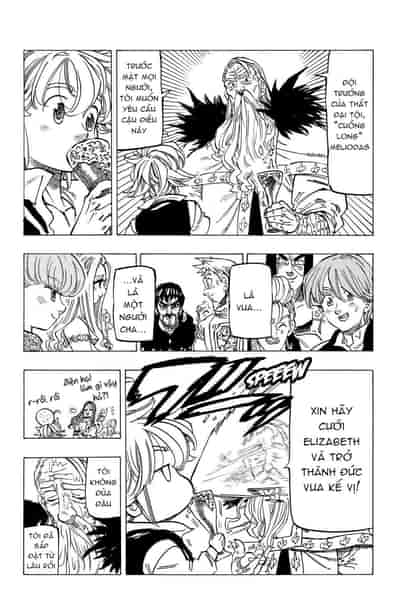 TRƯỚC
MẶT MỌI
NGƯỜI,
TÔI MUỐN
YÊU CẦU
ĐIỀU
NÀY
ĐỘI
TRƯỞNG
CỦA THẤT
ĐẠI TỘI,
"CUỒNG
LONG"
MELIODAS
LÀ
VUA...
...VÀ
LÀ
MỘT
NGƯỜI
CHA...
XIN HÃY
CƯỚI
ELIZABETH
VÀ TRỞ
THÀNH ĐỨC
VUA KẾ VỊ!
SPEEEEW
Bện hạ!
làm gì vậy
hả?!
r-rồi, rồi
TÔI
KHÔNG
ĐÙA
ĐÂU
TÔI ĐÃ
SẮP
ĐẶT TỪ
LÂU RỒI